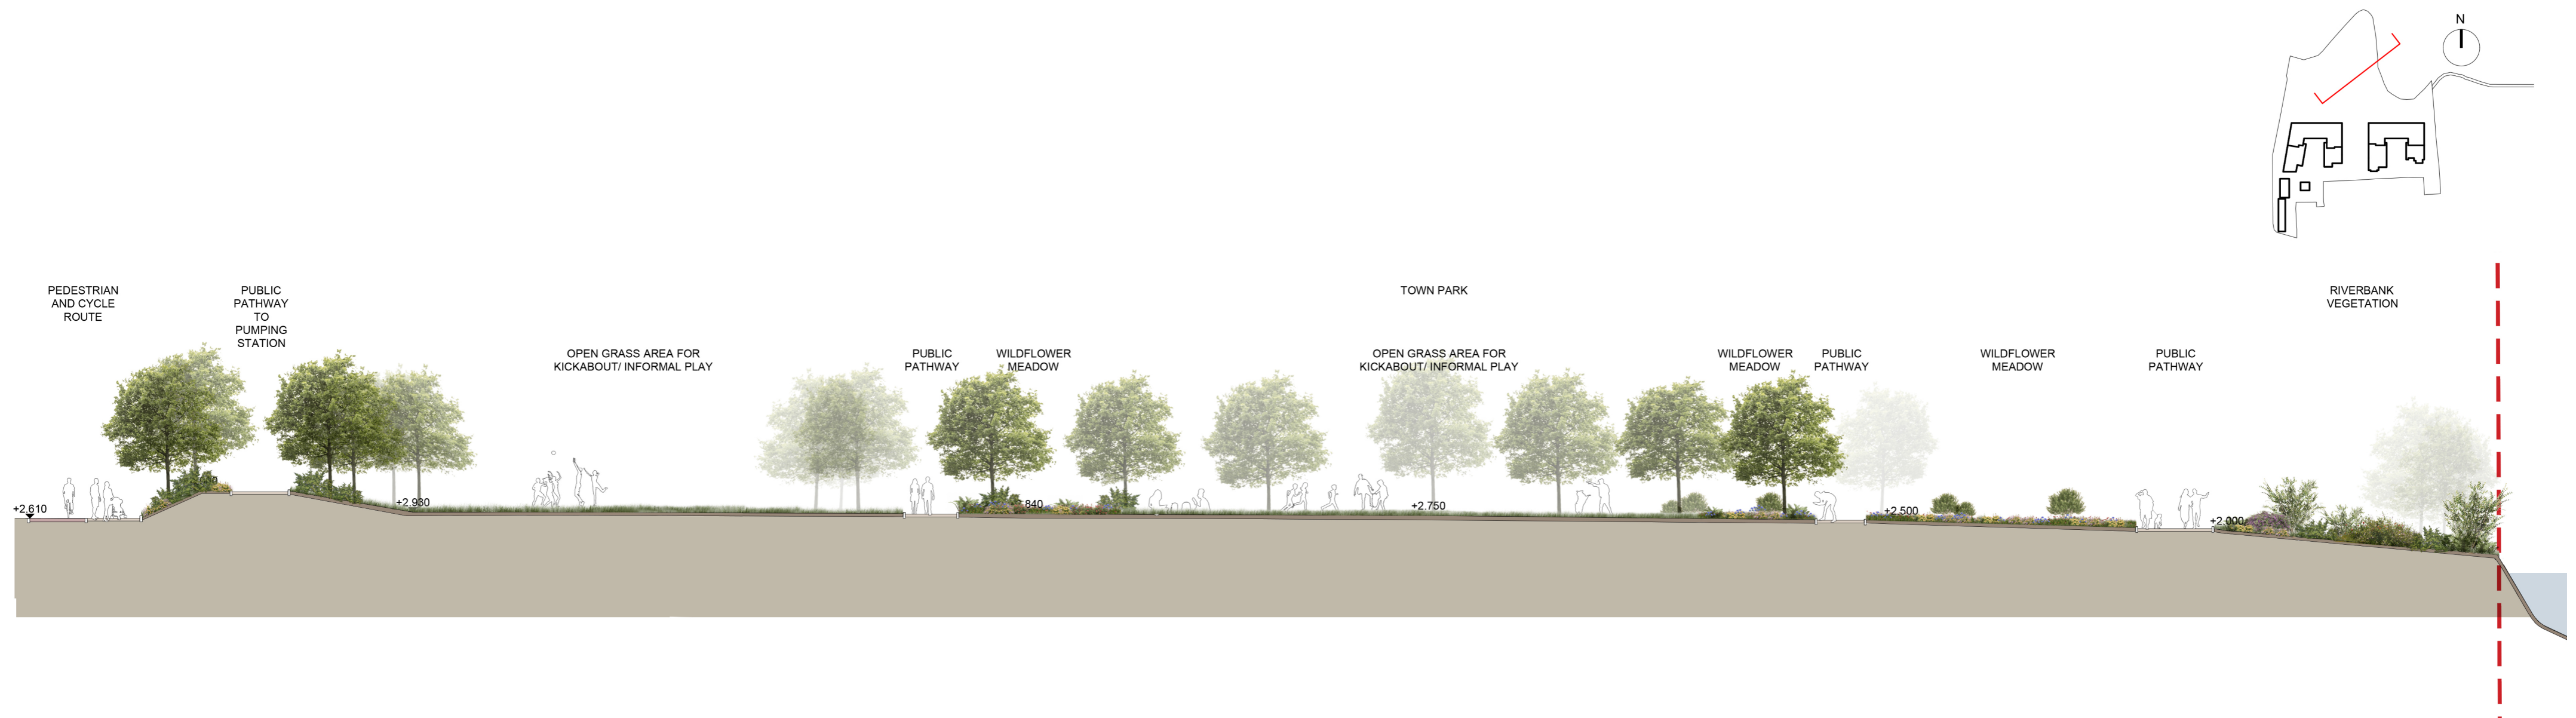 N
PEDESTRIAN
AND CYCLE
ROUTE
PUBLIC
PATHWAY
TO
PUMPING
STATION
TOWN PARK
RIVERBANK
VEGETATION
OPEN GRASS AREA FOR
KICKABOUT/ INFORMAL PLAY
PUBLIC
PATHWAY
WILDFLOWER
MEADOW
OPEN GRASS AREA FOR
KICKABOUT/ INFORMAL PLAY
WILDFLOWER
MEADOW
PUBLIC
PATHWAY
WILDFLOWER
MEADOW
PUBLIC
PATHWAY
+2.610
+2.930
840
+2.750
+2.500
+2.000